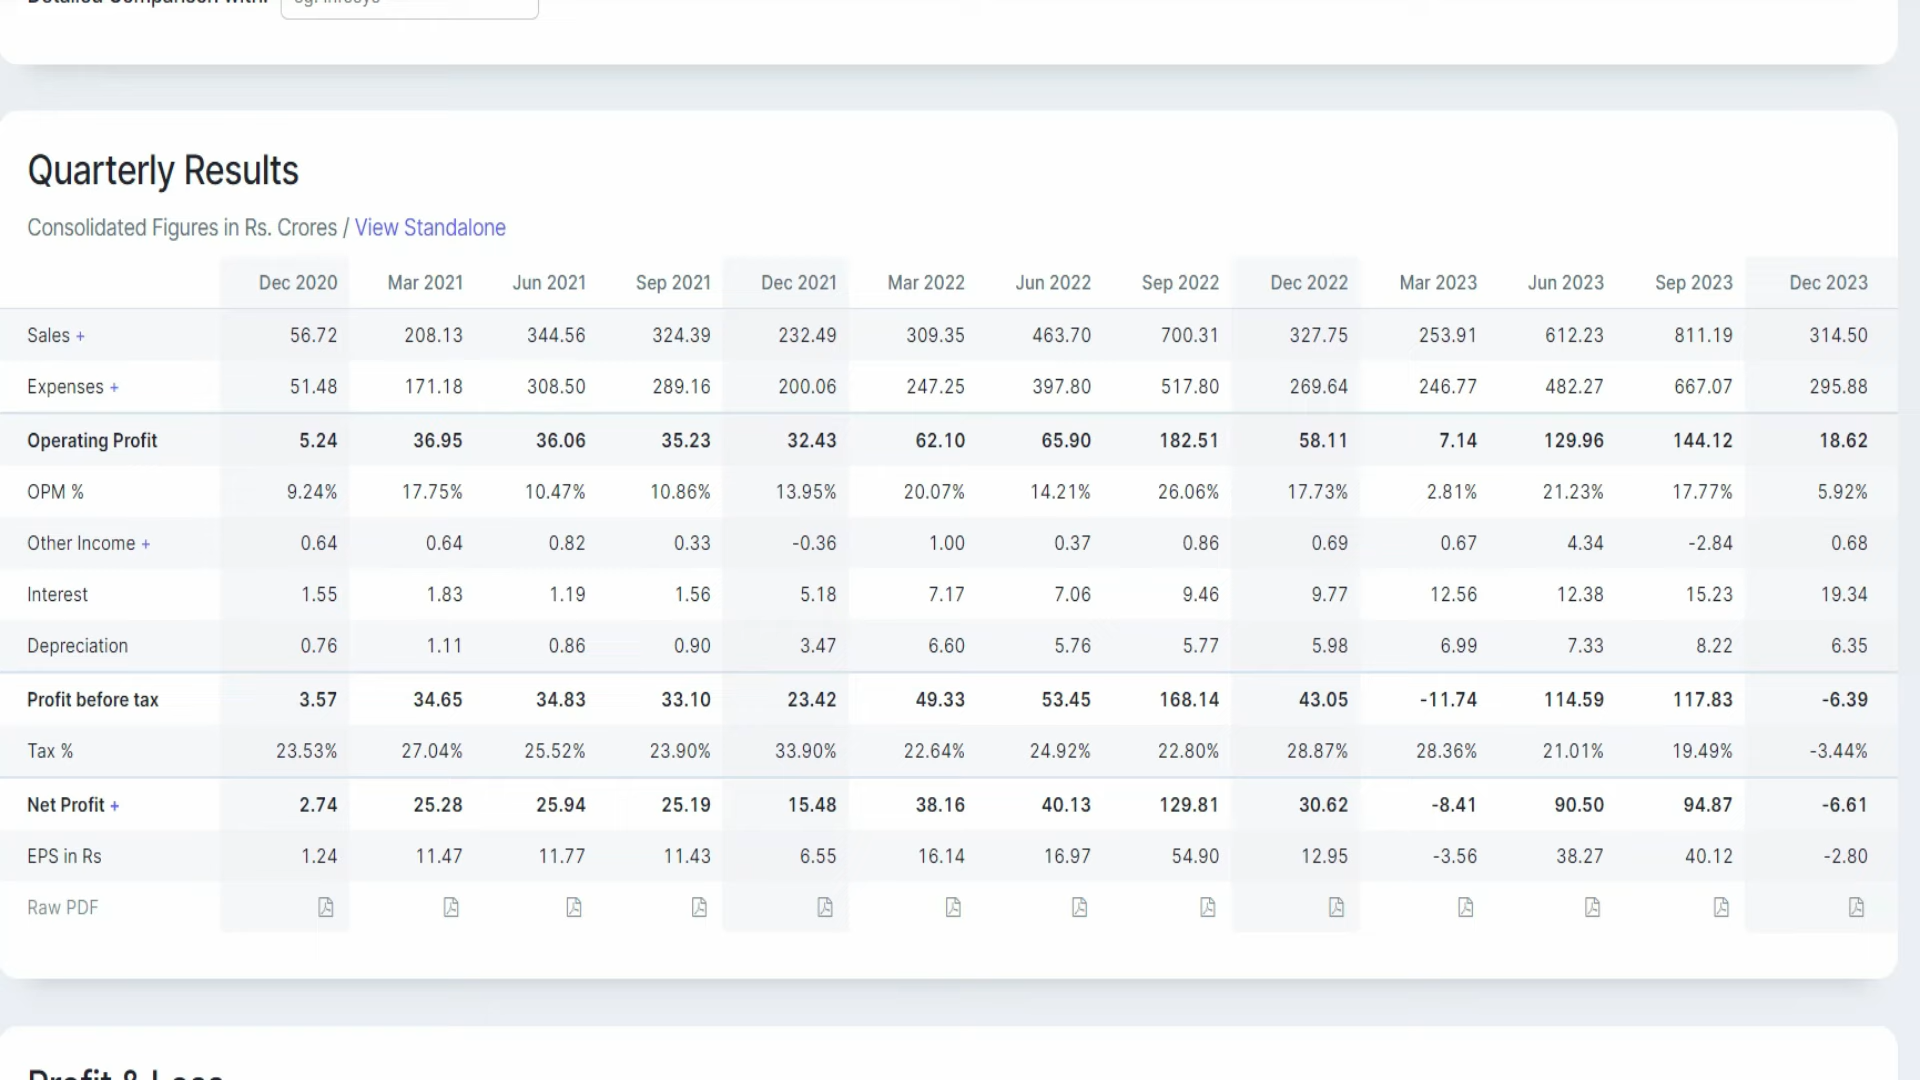 Detailed Comparison with:
eg. Infosys
Quarterly Results
Consolidated Figures in Rs. Crores / View Standalone
Dec 2020 Mar 2021 Jun 2021 Sep 2021 Dec 2021 Mar 2022 Jun 2022 Sep 2022 Dec 2022 Mar 2023 Jun 2023 Sep 2023 Dec 2023
Sales + 56.72 208.13 344.56 324.39 232.49 309.35 463.70 700.31 327.75 253.91 612.23 811.19 314.50
Expenses + 51.48 171.18 308.50 289.16 200.06 247.25 397.80 517.80 269.64 246.77 482.27 667.07 295.88
Operating Profit 5.24 36.95 36.06 35.23 32.43 62.10 65.90 182.51 58.11 7.14 129.96 144.12 18.62
OPM % 9.24% 17.75% 10.47% 10.86% 13.95% 20.07% 14.21% 26.06% 17.73% 2.81% 21.23% 17.77% 5.92%
Other Income + 0.64 0.64 0.82 0.33 -0.36 1.00 0.37 0.86 0.69 0.67 4.34 -2.84 0.68
Interest 1.55 1.83 1.19 1.56 5.18 7.17 7.06 9.46 9.77 12.56 12.38 15.23 19.34
Depreciation 0.76 1.11 0.86 0.90 3.47 6.60 5.76 5.77 5.98 6.99 7.33 8.22 6.35
Profit before tax 3.57 34.65 34.83 33.10 23.42 49.33 53.45 168.14 43.05 -11.74 114.59 117.83 -6.39
Tax % 23.53% 27.04% 25.52% 23.90% 33.90% 22.64% 24.92% 22.80% 28.87% 28.36% 21.01% 19.49% -3.44%
Net Profit + 2.74 25.28 25.94 25.19 15.48 38.16 40.13 129.81 30.62 -8.41 90.50 94.87 -6.61
EPS in Rs 1.24 11.47 11.77 11.43 6.55 16.14 16.97 54.90 12.95 -3.56 38.27 40.12 -2.80
Raw PDF
Profit & Loss